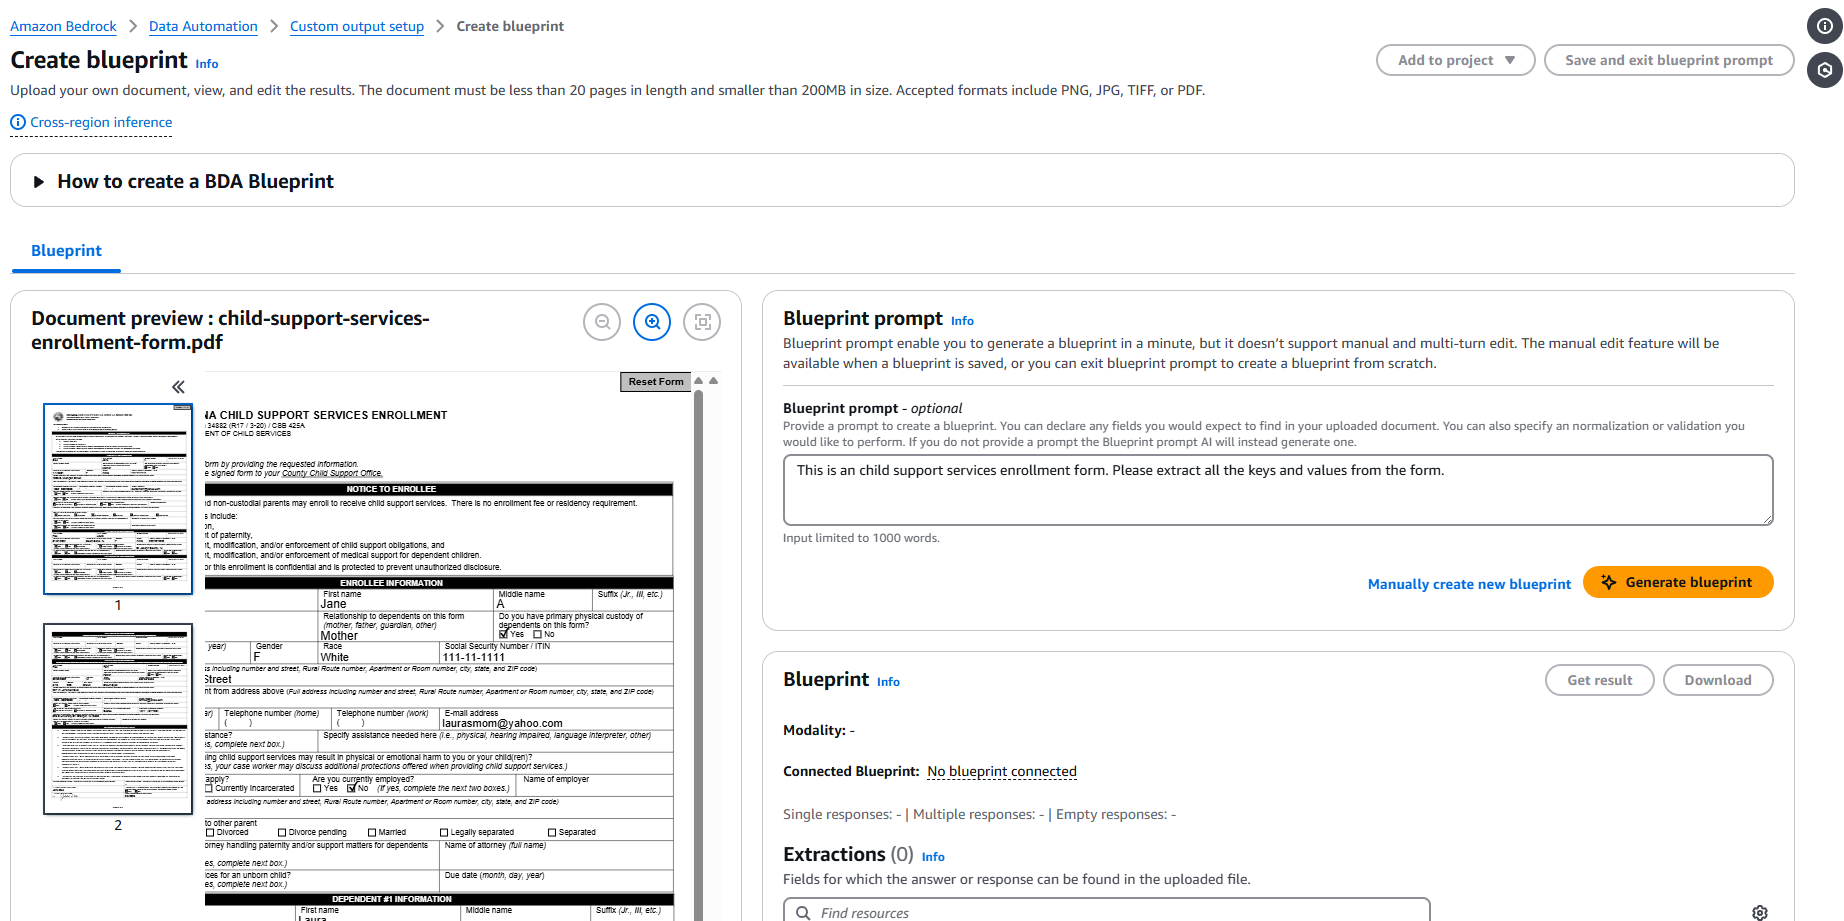 Amazon Bedrock > Data Automation > Custom output setup > Create blueprint
Create blueprint Info
Add to project
Save and exit blueprint prompt
Upload your own document, view, and edit the results. The document must be less than 20 pages in length and smaller than 200MB in size. Accepted formats include PNG, JPG, TIFF, or PDF.
Cross-region inference
How to create a BDA Blueprint
Blueprint
Document preview : child-support-services-
enrollment-form.pdf
1
2
Reset Form
NA CHILD SUPPORT SERVICES ENROLLMENT
34882 (R17 / 3-20) / CSB 425A
ENT OF CHILD SERVICES
orm by providing the requested information.
e signed form to your County Child Support Office.
NOTICE TO ENROLLEE
d non-custodial parents may enroll to receive child support services. There is no enrollment fee or residency requirement.
s include:
on,
t of paternity,
t, modification, and/or enforcement of child support obligations, and
t, modification, and/or enforcement of medical support for dependent children.
or this enrollment is confidential and is protected to prevent unauthorized disclosure.
ENROLLEE INFORMATION
First name Middle name Suffix (Jr., III, etc.)
Jane A
Relationship to dependents on this form Do you have primary physical custody of
(mother, father, guardian, other) dependents on this form?
Mother Yes No
year) Gender Race Social Security Number / ITIN
F White 111-11-1111
s including number and street, Rural Route number, Apartment or Room number, city, state, and ZIP code)
Street
nt from address above (Full address including number and street, Rural Route number, Apartment or Room number, city, state, and ZIP code)
er) Telephone number (home) Telephone number (work) E-mail address
( ) ( ) laurasmom@yahoo.com
stance? Specify assistance needed here (i.e., physical, hearing impaired, language interpreter, other)
s, complete next box.)
ing child support services may result in physical or emotional harm to you or your child(ren)?
s, your case worker may discuss additional protections offered when providing child support services.)
apply? Are you currently employed? Name of employer
Currently incarcerated Yes No (If yes, complete the next two boxes.)
address including number and street, Rural Route number, Apartment or Room number, city, state, and ZIP code)
to other parent
Divorced Divorce pending Married Legally separated Separated
orney handling paternity and/or support matters for dependents Name of attorney (full name)
es, complete next box.)
ces for an unborn child? Due date (month, day, year)
es, complete next box.)
DEPENDENT #1 INFORMATION
First name Middle name Suffix (Jr., III, etc.)
Laura
Blueprint prompt Info
Blueprint prompt enable you to generate a blueprint in a minute, but it doesn't support manual and multi-turn edit. The manual edit feature will be
available when a blueprint is saved, or you can exit blueprint prompt to create a blueprint from scratch.
Blueprint prompt - optional
Provide a prompt to create a blueprint. You can declare any fields you would expect to find in your uploaded document. You can also specify an normalization or validation you
would like to perform. If you do not provide a prompt the Blueprint prompt AI will instead generate one.
This is an child support services enrollment form. Please extract all the keys and values from the form.
Input limited to 1000 words.
Manually create new blueprint
Generate blueprint
Blueprint Info
Get result
Download
Modality: -
Connected Blueprint: No blueprint connected
Single responses: - | Multiple responses: - | Empty responses: -
Extractions (0) Info
Fields for which the answer or response can be found in the uploaded file.
Find resources